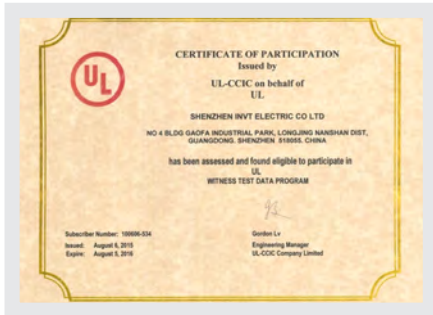 UL
CERTIFICATE OF PARTICIPATION
Issued by
UL-CCIC on behalf of
UL
SHENZHEN INVT ELECTRIC CO LTD
NO 4 BLDG GAOFA INDUSTRIAL PARK, LONGJING NANSHAN DIST,
GUANGDONG. SHENZHEN 518055. CHINA
has been assessed and found eligible to participate in
UL
WITNESS TEST DATA PROGRAM
Subscriber Number: 100606-534
Gordon Lv
Issued: August 6, 2015
Engineering Manager
Expire: August 5, 2016
UL-CCIC Company Limited